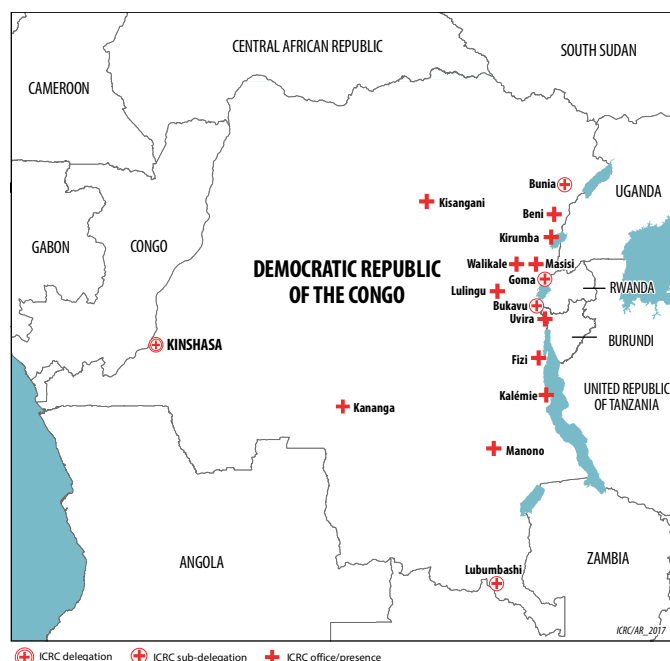 CENTRAL AFRICAN REPUBLIC
SOUTH SUDAN
CAMEROON
Bunia
UGANDA
Kisangani
Beni
Kirumba
GABON
CONGO
Walikale
Masisi
DEMOCRATIC REPUBLIC
OF THE CONGO
Goma
Lulingu
RWANDA
Bukavu
Uvira
KINSHASA
BURUNDI
Fizi
UNITED REPUBLIC
OF TANZANIA
Kalémie
Kananga
Manono
ANGOLA
ZAMBIA
Lubumbashi
ICRC/AR_2017
ICRC delegation
ICRC sub-delegation
ICRC office/presence